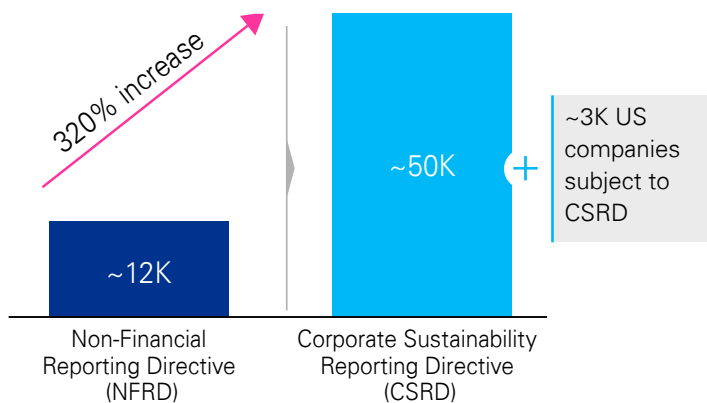 320% increase
~12K
~50K
+
~3K US
companies
subject to
CSRD
Non-Financial
Reporting Directive
(NFRD)
Corporate Sustainability
Reporting Directive
(CSRD)